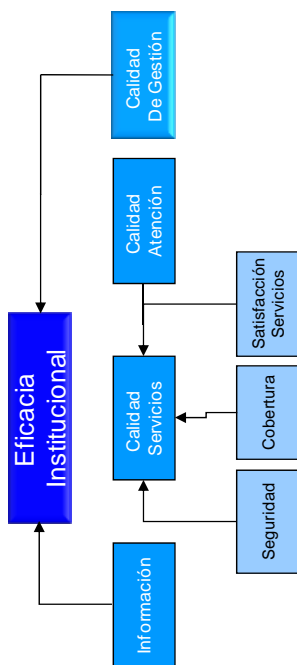 Eficacia
Institucional
Información
Calidad
Servicios
Calidad
Atención
Calidad
De Gestión
Seguridad
Cobertura
Satisfacción
Servicios